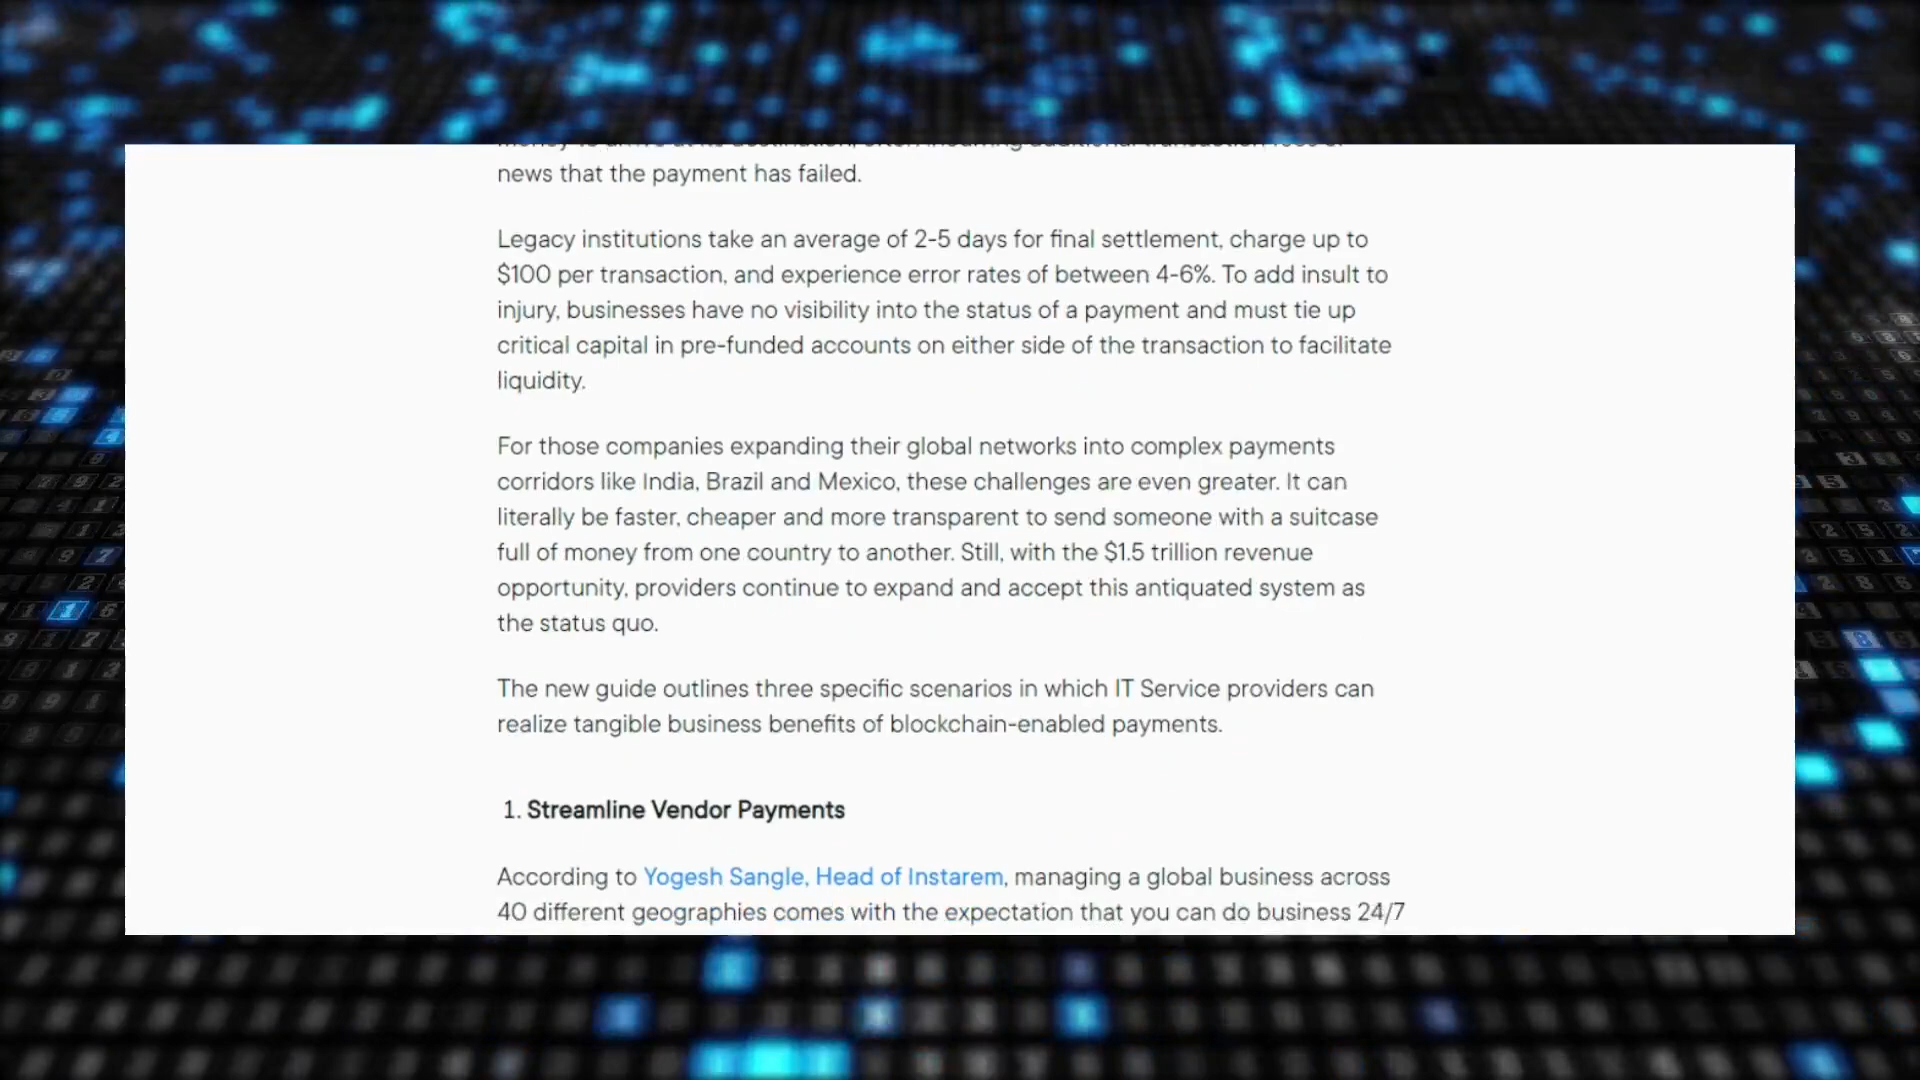 news that the payment has failed.
Legacy institutions take an average of 2-5 days for final settlement, charge up to
$100 per transaction, and experience error rates of between 4-6%. To add insult to
injury, businesses have no visibility into the status of a payment and must tie up
critical capital in pre-funded accounts on either side of the transaction to facilitate
liquidity.
For those companies expanding their global networks into complex payments
corridors like India, Brazil and Mexico, these challenges are even greater. It can
literally be faster, cheaper and more transparent to send someone with a suitcase
full of money from one country to another. Still, with the $1.5 trillion revenue
opportunity, providers continue to expand and accept this antiquated system as
the status quo.
The new guide outlines three specific scenarios in which IT Service providers can
realize tangible business benefits of blockchain-enabled payments.
1. Streamline Vendor Payments
According to Yogesh Sangle, Head of Instarem, managing a global business across
40 different geographies comes with the expectation that you can do business 24/7